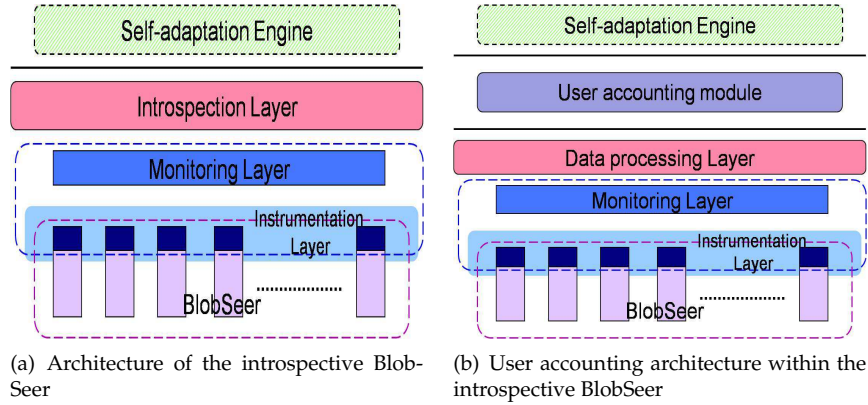 Self-adaptation Engine
Introspection Layer
Monitoring Layer
Instrumentation
Layer
BlobSeer
(a) Architecture of the introspective Blob-
Seer
Self-adaptation Engine
User accounting module
Data processing Layer
Monitoring Layer
Instrumentation
Layer
BlobSeer
(b) User accounting architecture within the
introspective BlobSeer